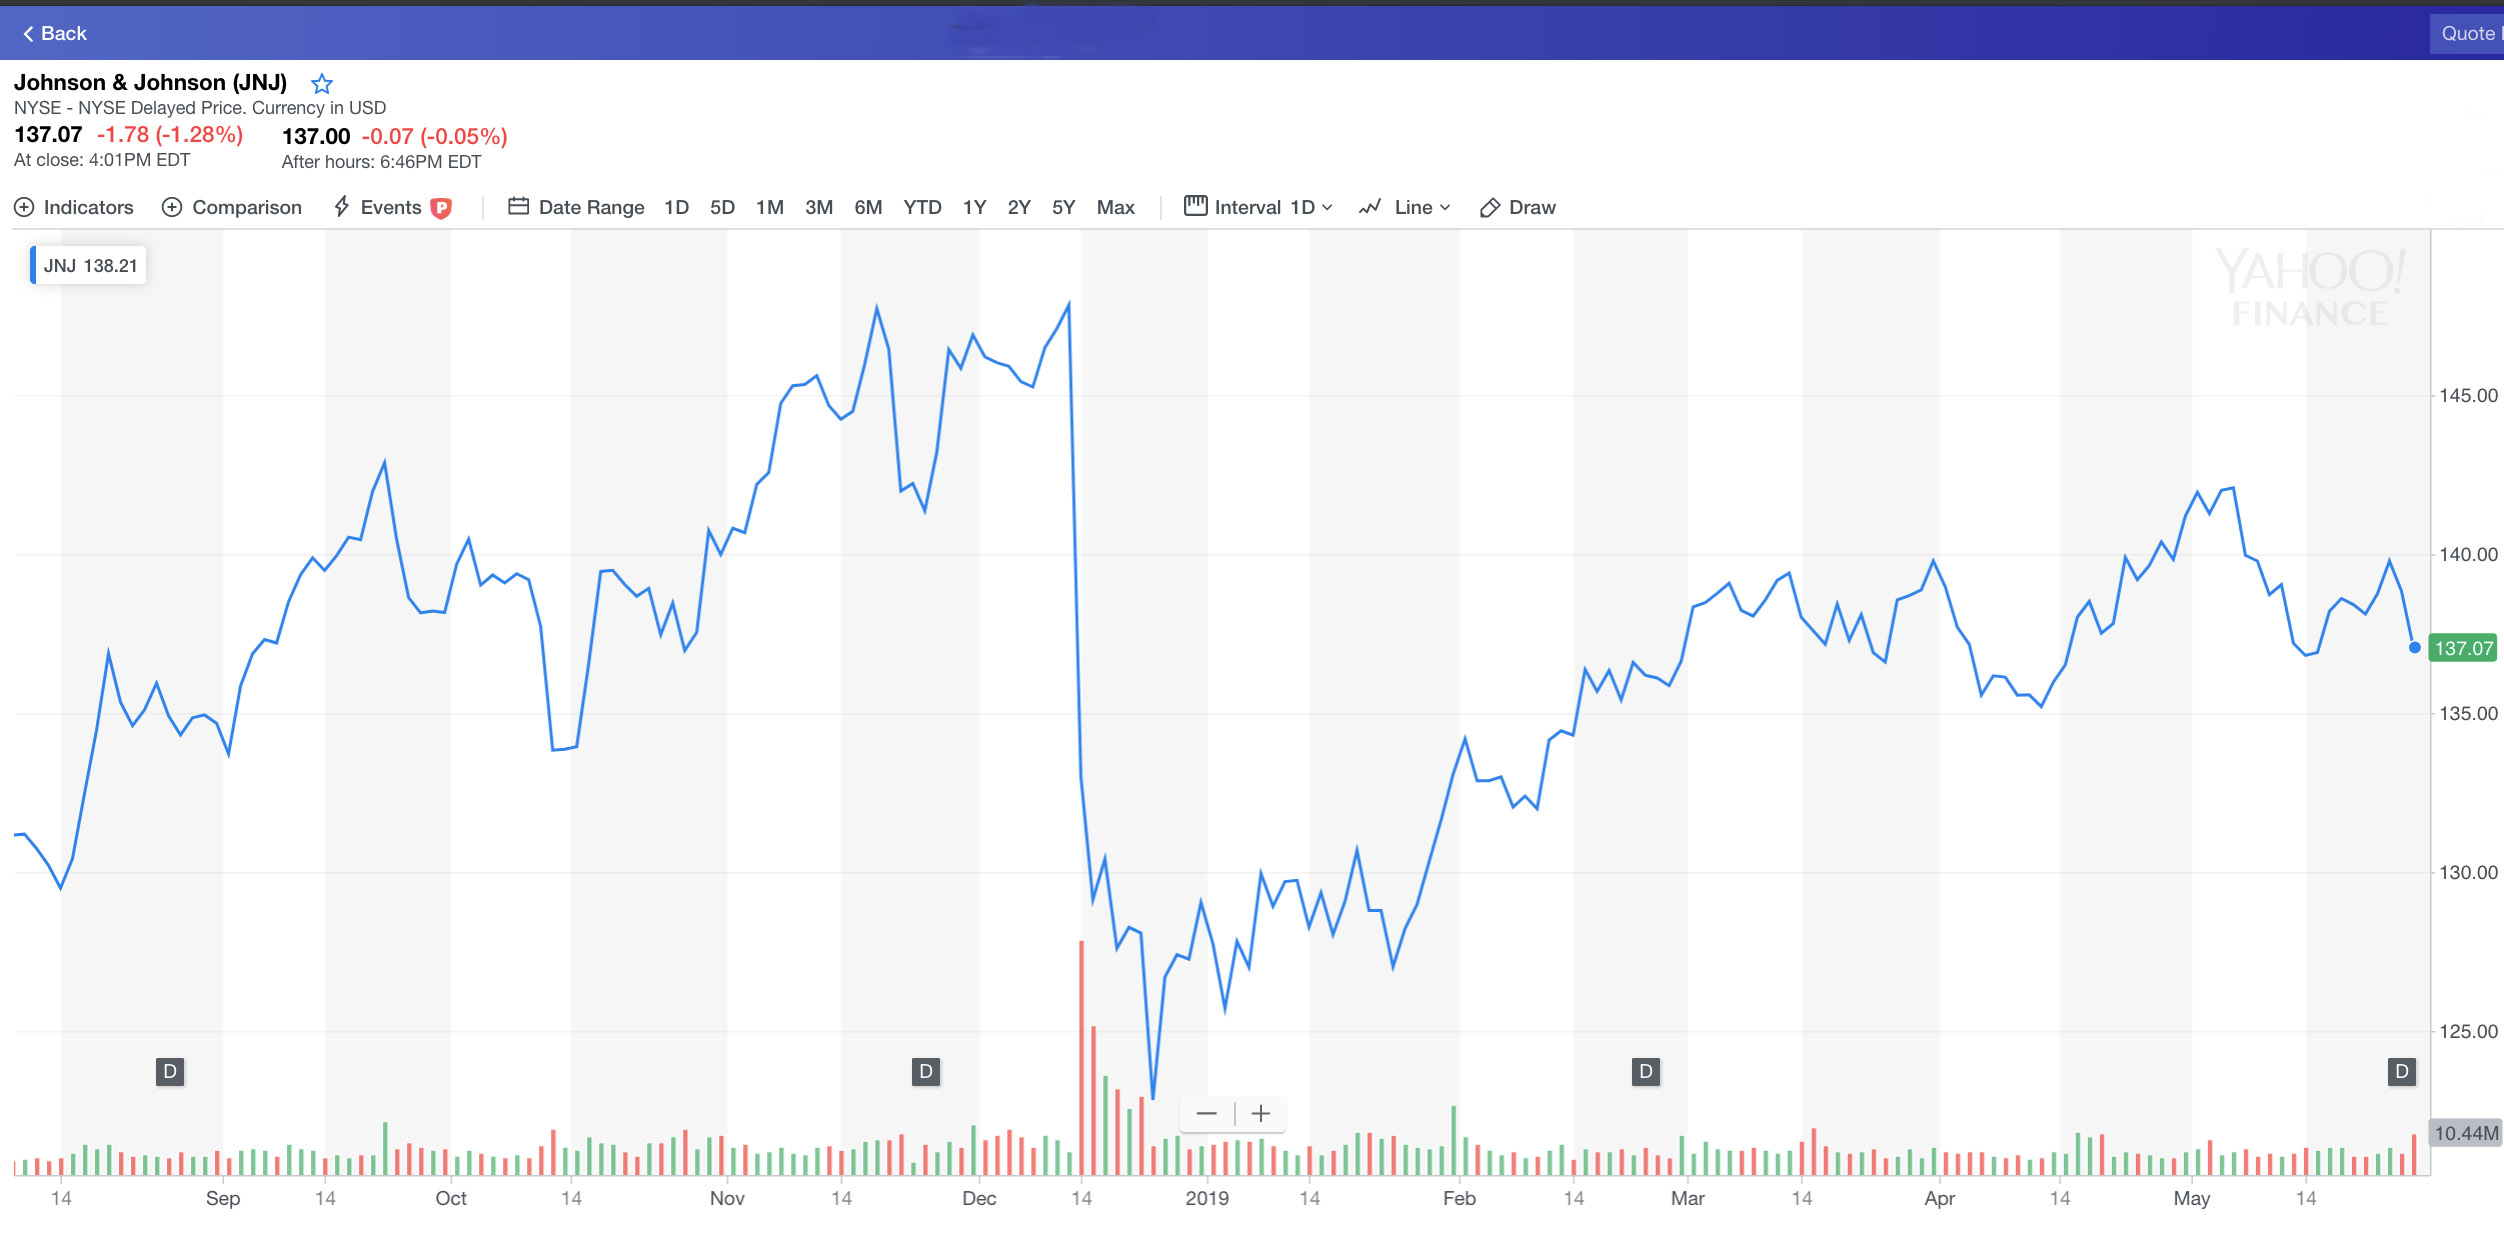 Back
Quote
Johnson & Johnson (JNJ)
NYSE - NYSE Delayed Price. Currency in USD
137.07 -1.78 (-1.28%) 137.00 -0.07 (-0.05%)
At close: 4:01PM EDT After hours: 6:46PM EDT
Indicators Comparison Events P Date Range 1D 5D 1M 3M 6M YTD 1Y 2Y 5Y Max Interval 1D Line Draw
JNJ 138.21
YAHOO!
FINANCE
145.00
140.00
137.07
135.00
130.00
125.00
D D D D
10.44M
14 Sep 14 Oct 14 Nov 14 Dec 14 2019 14 Feb 14 Mar 14 Apr 14 May 14